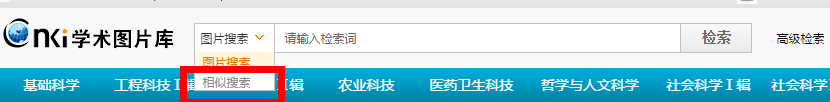 cnki学术图片库 图片搜索 请输入检索词 检索 高级检索
图片搜索
相似搜索
基础科学 工程科技Ⅰ辑 Ⅰ辑 农业科技 医药卫生科技 哲学与人文科学 社会科学Ⅰ辑 社会科学